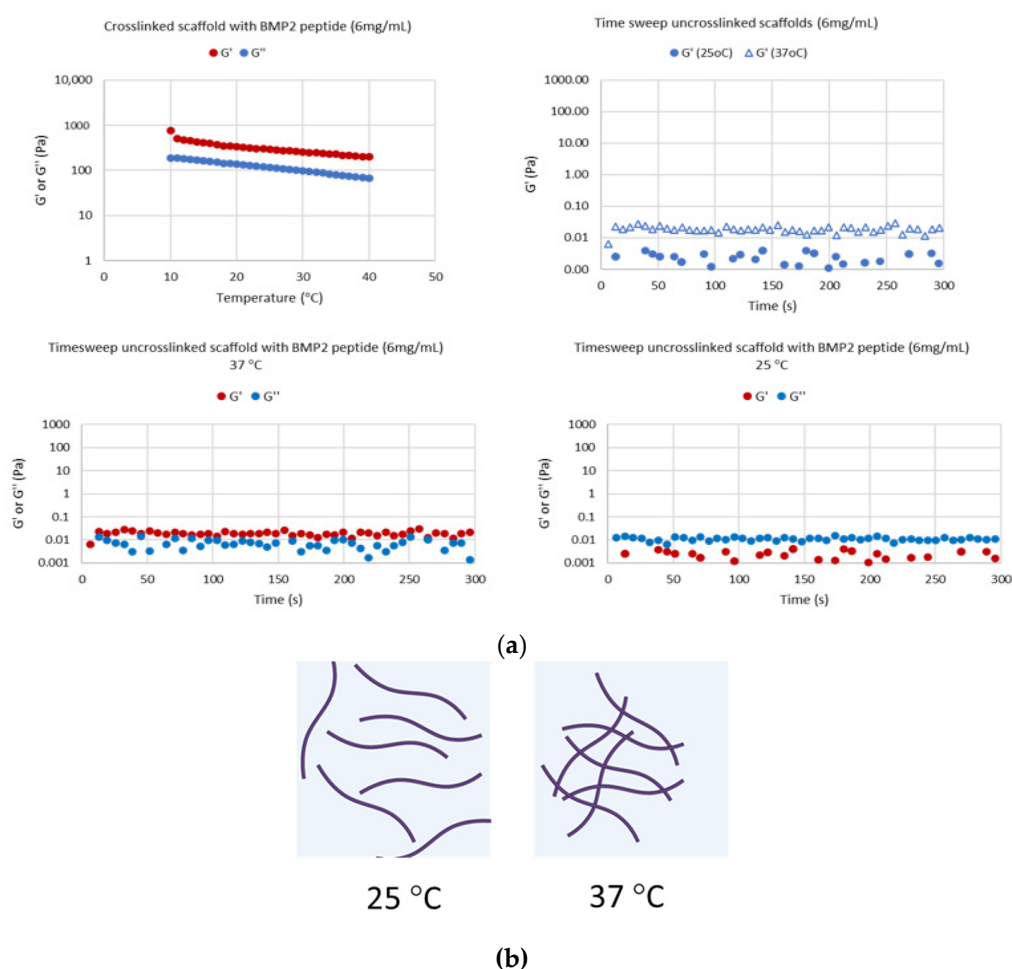 Crosslinked scaffold with BMP2 peptide (6mg/mL)
G' G''
10,000
1000
100
10
1
G' or G'' (Pa)
0 10 20 30 40 50
Temperature (°C)
Time sweep uncrosslinked scaffolds (6mg/mL)
G' (25oC) G' (37oC)
1000.00
100.00
10.00
1.00
0.10
0.01
0.00
G' (Pa)
0 50 100 150 200 250 300
Time (s)
Timesweep uncrosslinked scaffold with BMP2 peptide (6mg/mL)
37 °C
G' G''
1000
100
10
1
0.1
0.01
0.001
G' or G'' (Pa)
0 50 100 150 200 250 300
Time (s)
Timesweep uncrosslinked scaffold with BMP2 peptide (6mg/mL)
25 °C
G' G''
1000
100
10
1
0.1
0.01
0.001
G' or G'' (Pa)
0 50 100 150 200 250 300
Time (s)
(a)
25 °C 37 °C
(b)